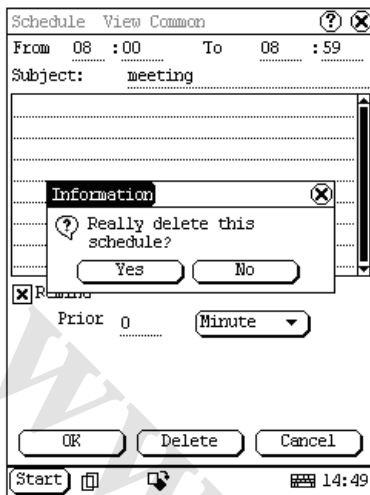 Schedule View Common ?
From 08 :00 To 08 :59
Subject: meeting
Information
? Really delete this
schedule?
Yes No
Remind
Prior 0 Minute
OK Delete Cancel
Start 14:49